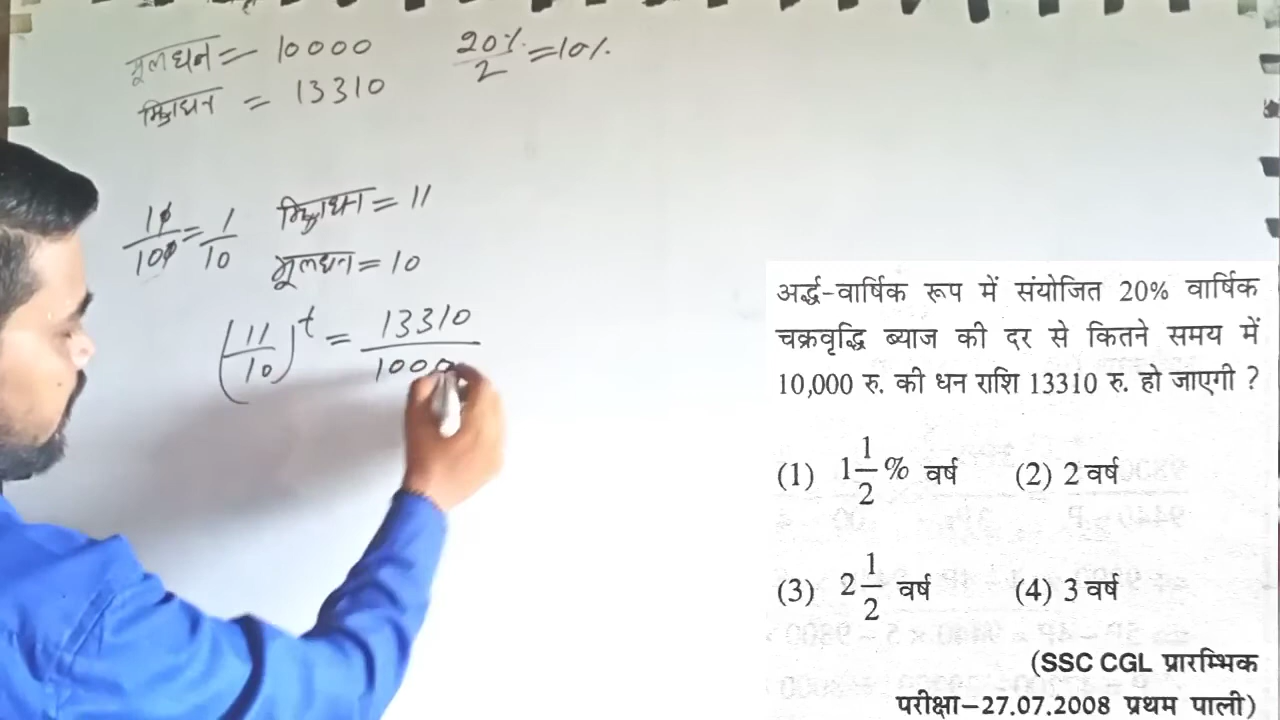 मूलधन = 10000
20%/2 = 10%
मिश्रधन = 13310
10/100 = 1/10
मिश्रधन = 11
मूलधन = 10
(11/10)^t = 13310/1000
अर्द्ध-वार्षिक रूप में संयोजित 20% वार्षिक
चक्रवृद्धि ब्याज की दर से कितने समय में
10,000 रु. की धन राशि 13310 रु. हो जाएगी ?
(1) 1 1/2 % वर्ष (2) 2 वर्ष
(3) 2 1/2 वर्ष (4) 3 वर्ष
(SSC CGL प्रारम्भिक
परीक्षा-27.07.2008 प्रथम पाली)